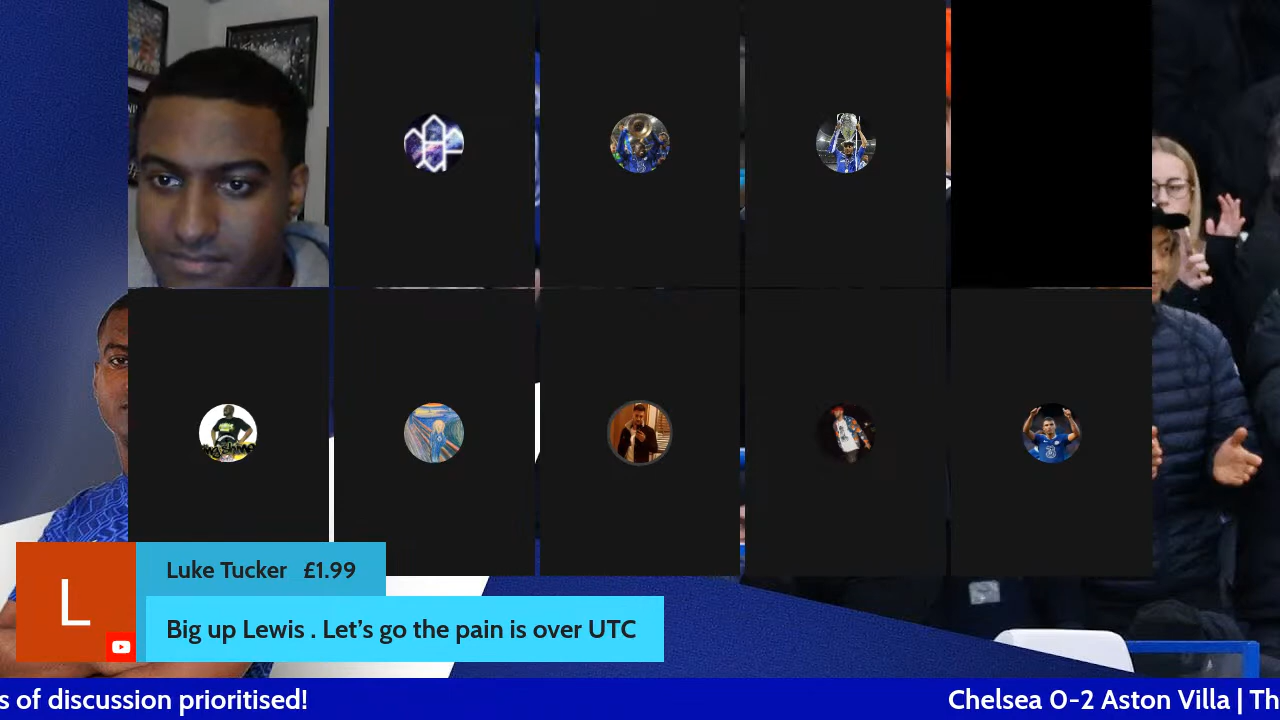 L
Luke Tucker £1.99
Big up Lewis . Let's go the pain is over UTC
s of discussion prioritised!
Chelsea 0-2 Aston Villa | Th